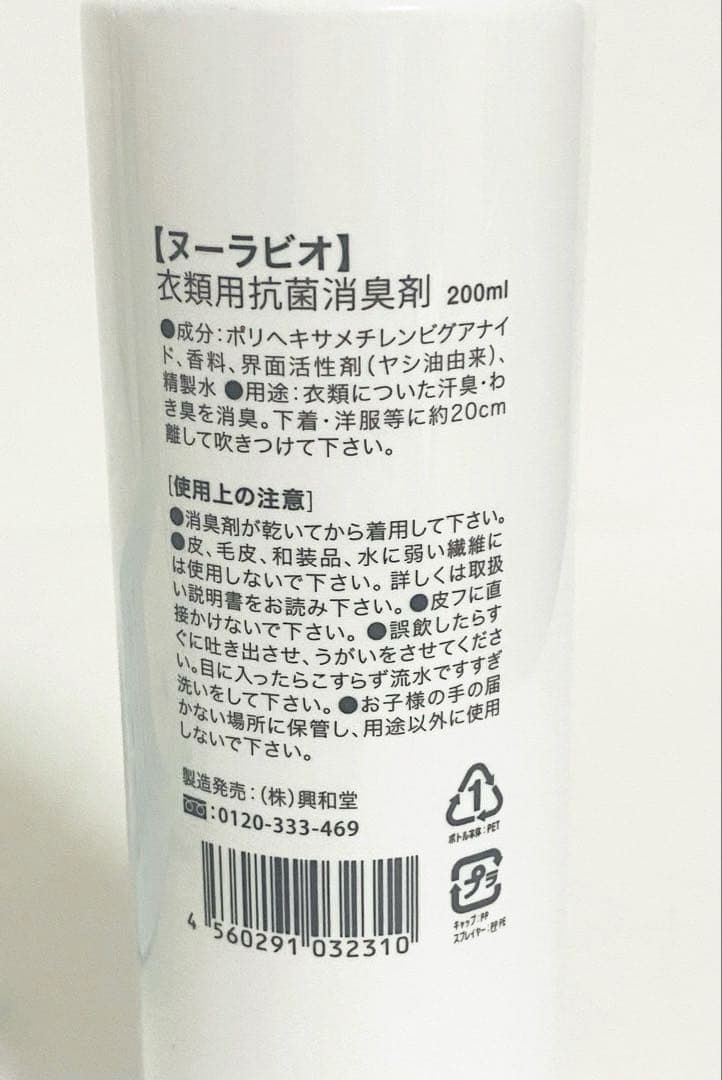 【ヌーラビオ】
衣類用抗菌消臭剤 200ml
●成分：ポリヘキサメチレンビグアナイ
ド、香料、界面活性剤（ヤシ油由来）、
精製水 ●用途：衣類についた汗臭・わ
き臭を消臭。下着・洋服等に約20cm
離して吹きつけて下さい。
[使用上の注意]
●消臭剤が乾いてから着用して下さい。
●皮、毛皮、和装品、水に弱い繊維に
は使用しないで下さい。詳しくは取扱
い説明書をお読み下さい。●皮フに直
接かけないで下さい。●誤飲したらす
ぐに吐き出させ、うがいをさせてくださ
い。目に入ったらこすらず流水ですすぎ
洗いをして下さい。●お子様の手の届
かない場所に保管し、用途以外に使用
しないで下さい。
製造発売：（株）興和堂
：0120-333-469
1
ボトル本体：PET
プラ
キャップ：PP
スプレイヤー：PP,PE
4 560291 032310